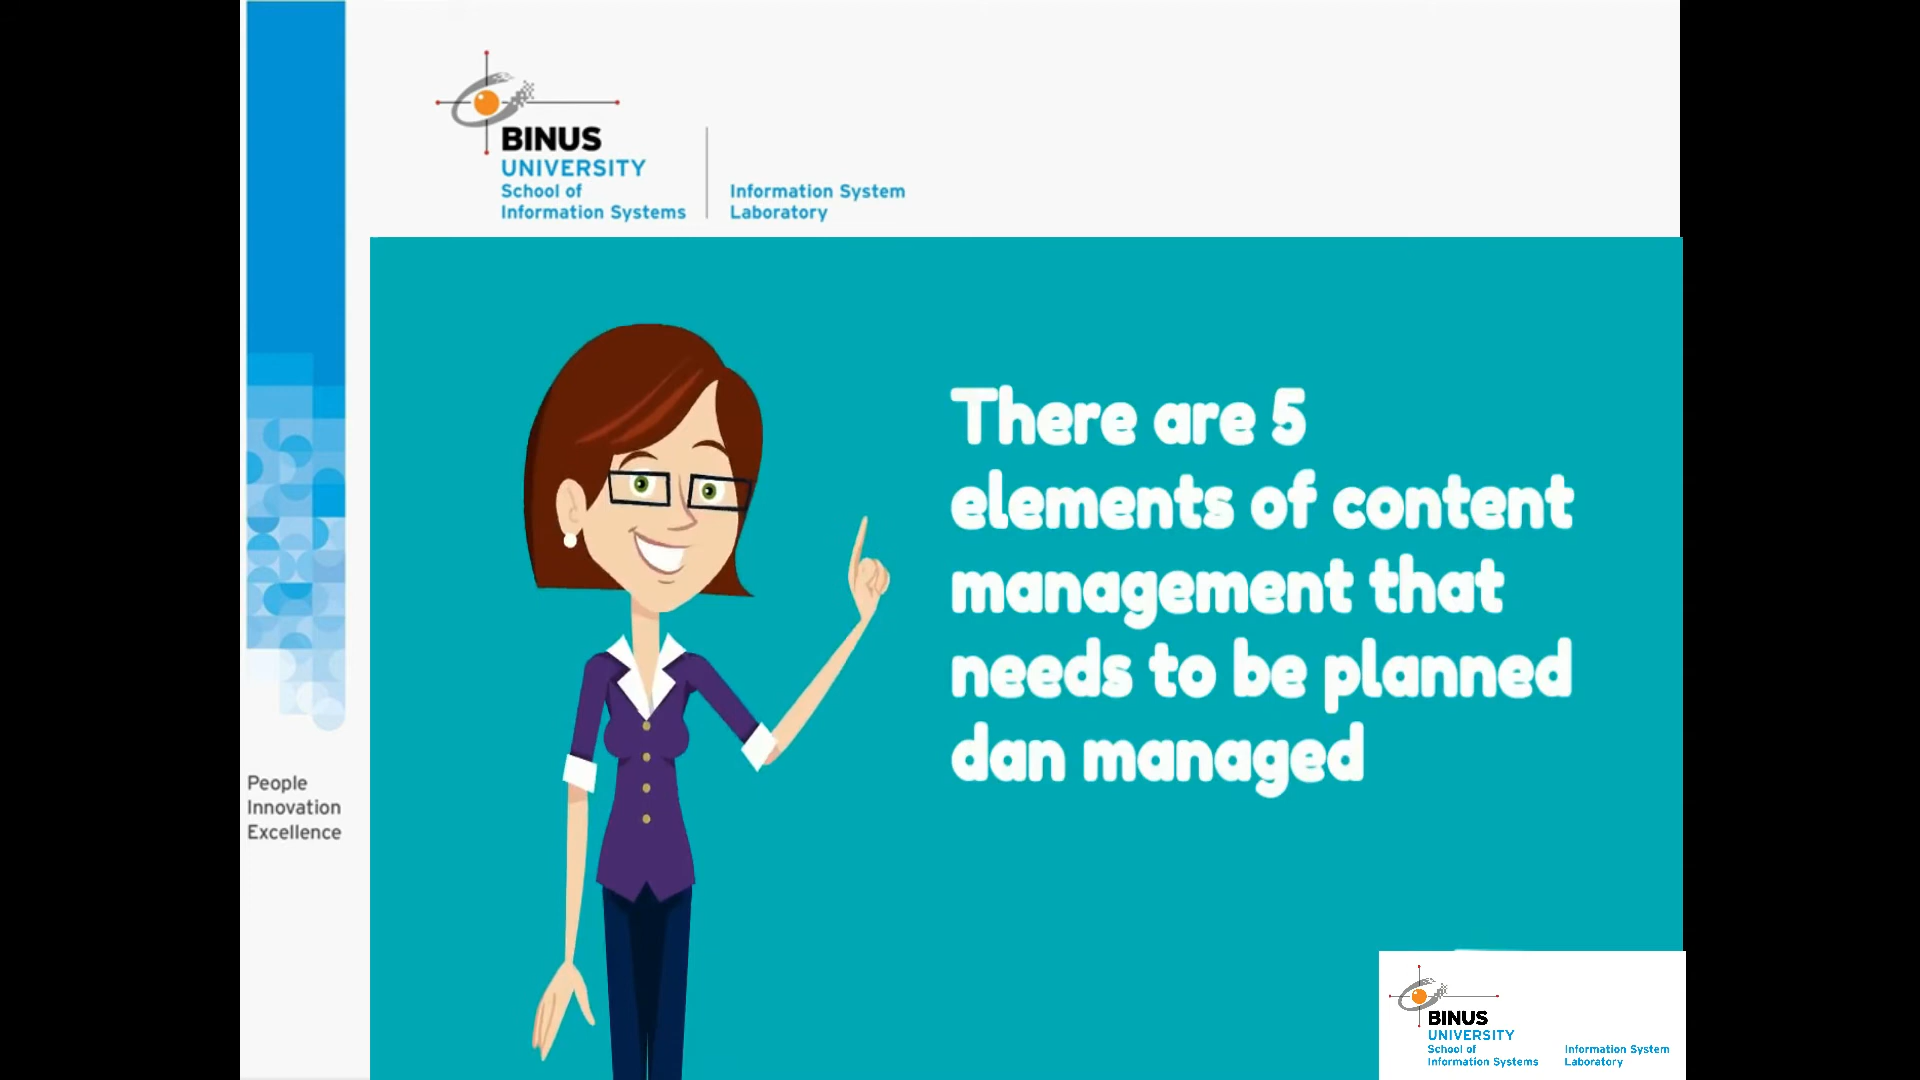 BINUS
UNIVERSITY
School of
Information Systems
Information System
Laboratory
There are 5
elements of content
management that
needs to be planned
dan managed
People
Innovation
Excellence
BINUS
UNIVERSITY
School of
Information Systems
Information System
Laboratory